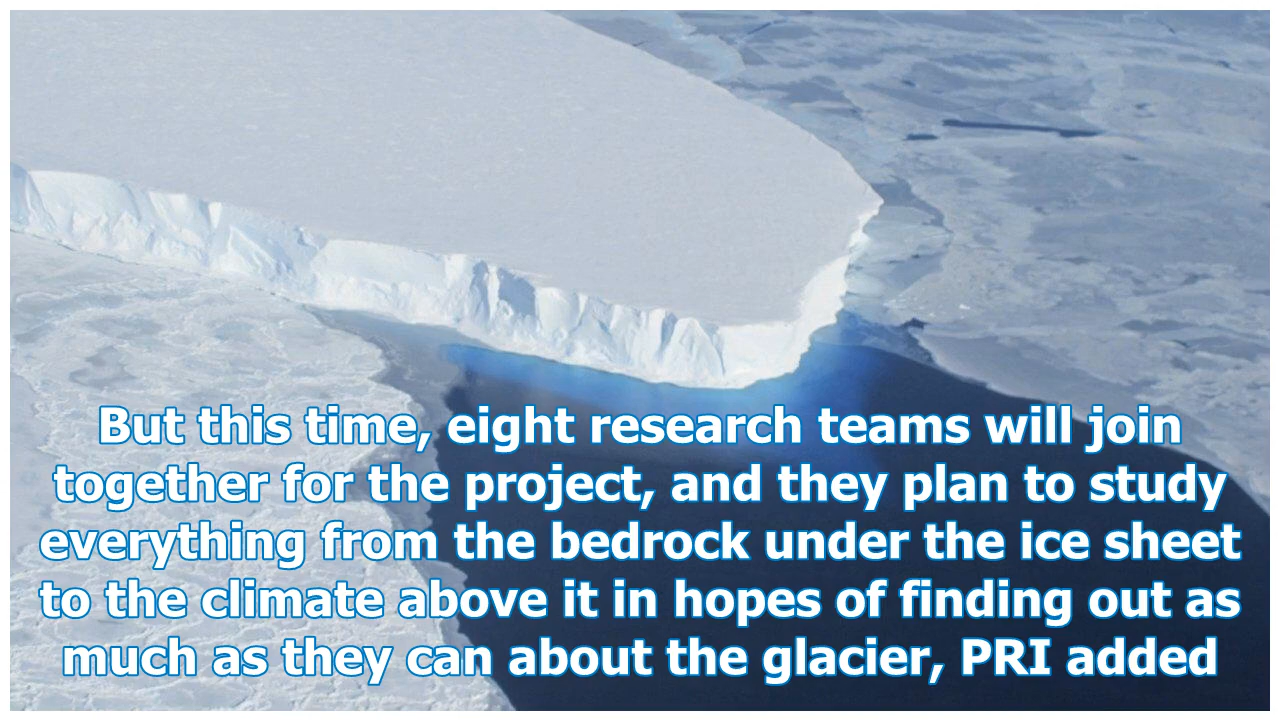 But this time, eight research teams will join
together for the project, and they plan to study
everything from the bedrock under the ice sheet
to the climate above it in hopes of finding out as
much as they can about the glacier, PRI added